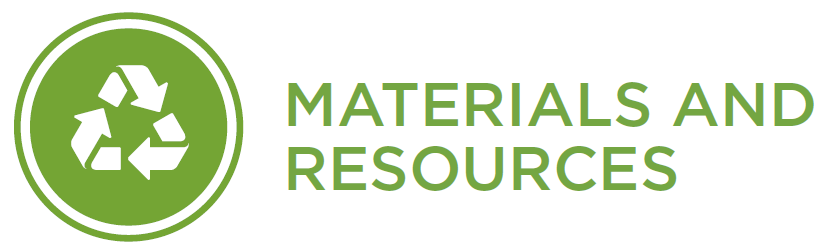 MATERIALS AND
RESOURCES